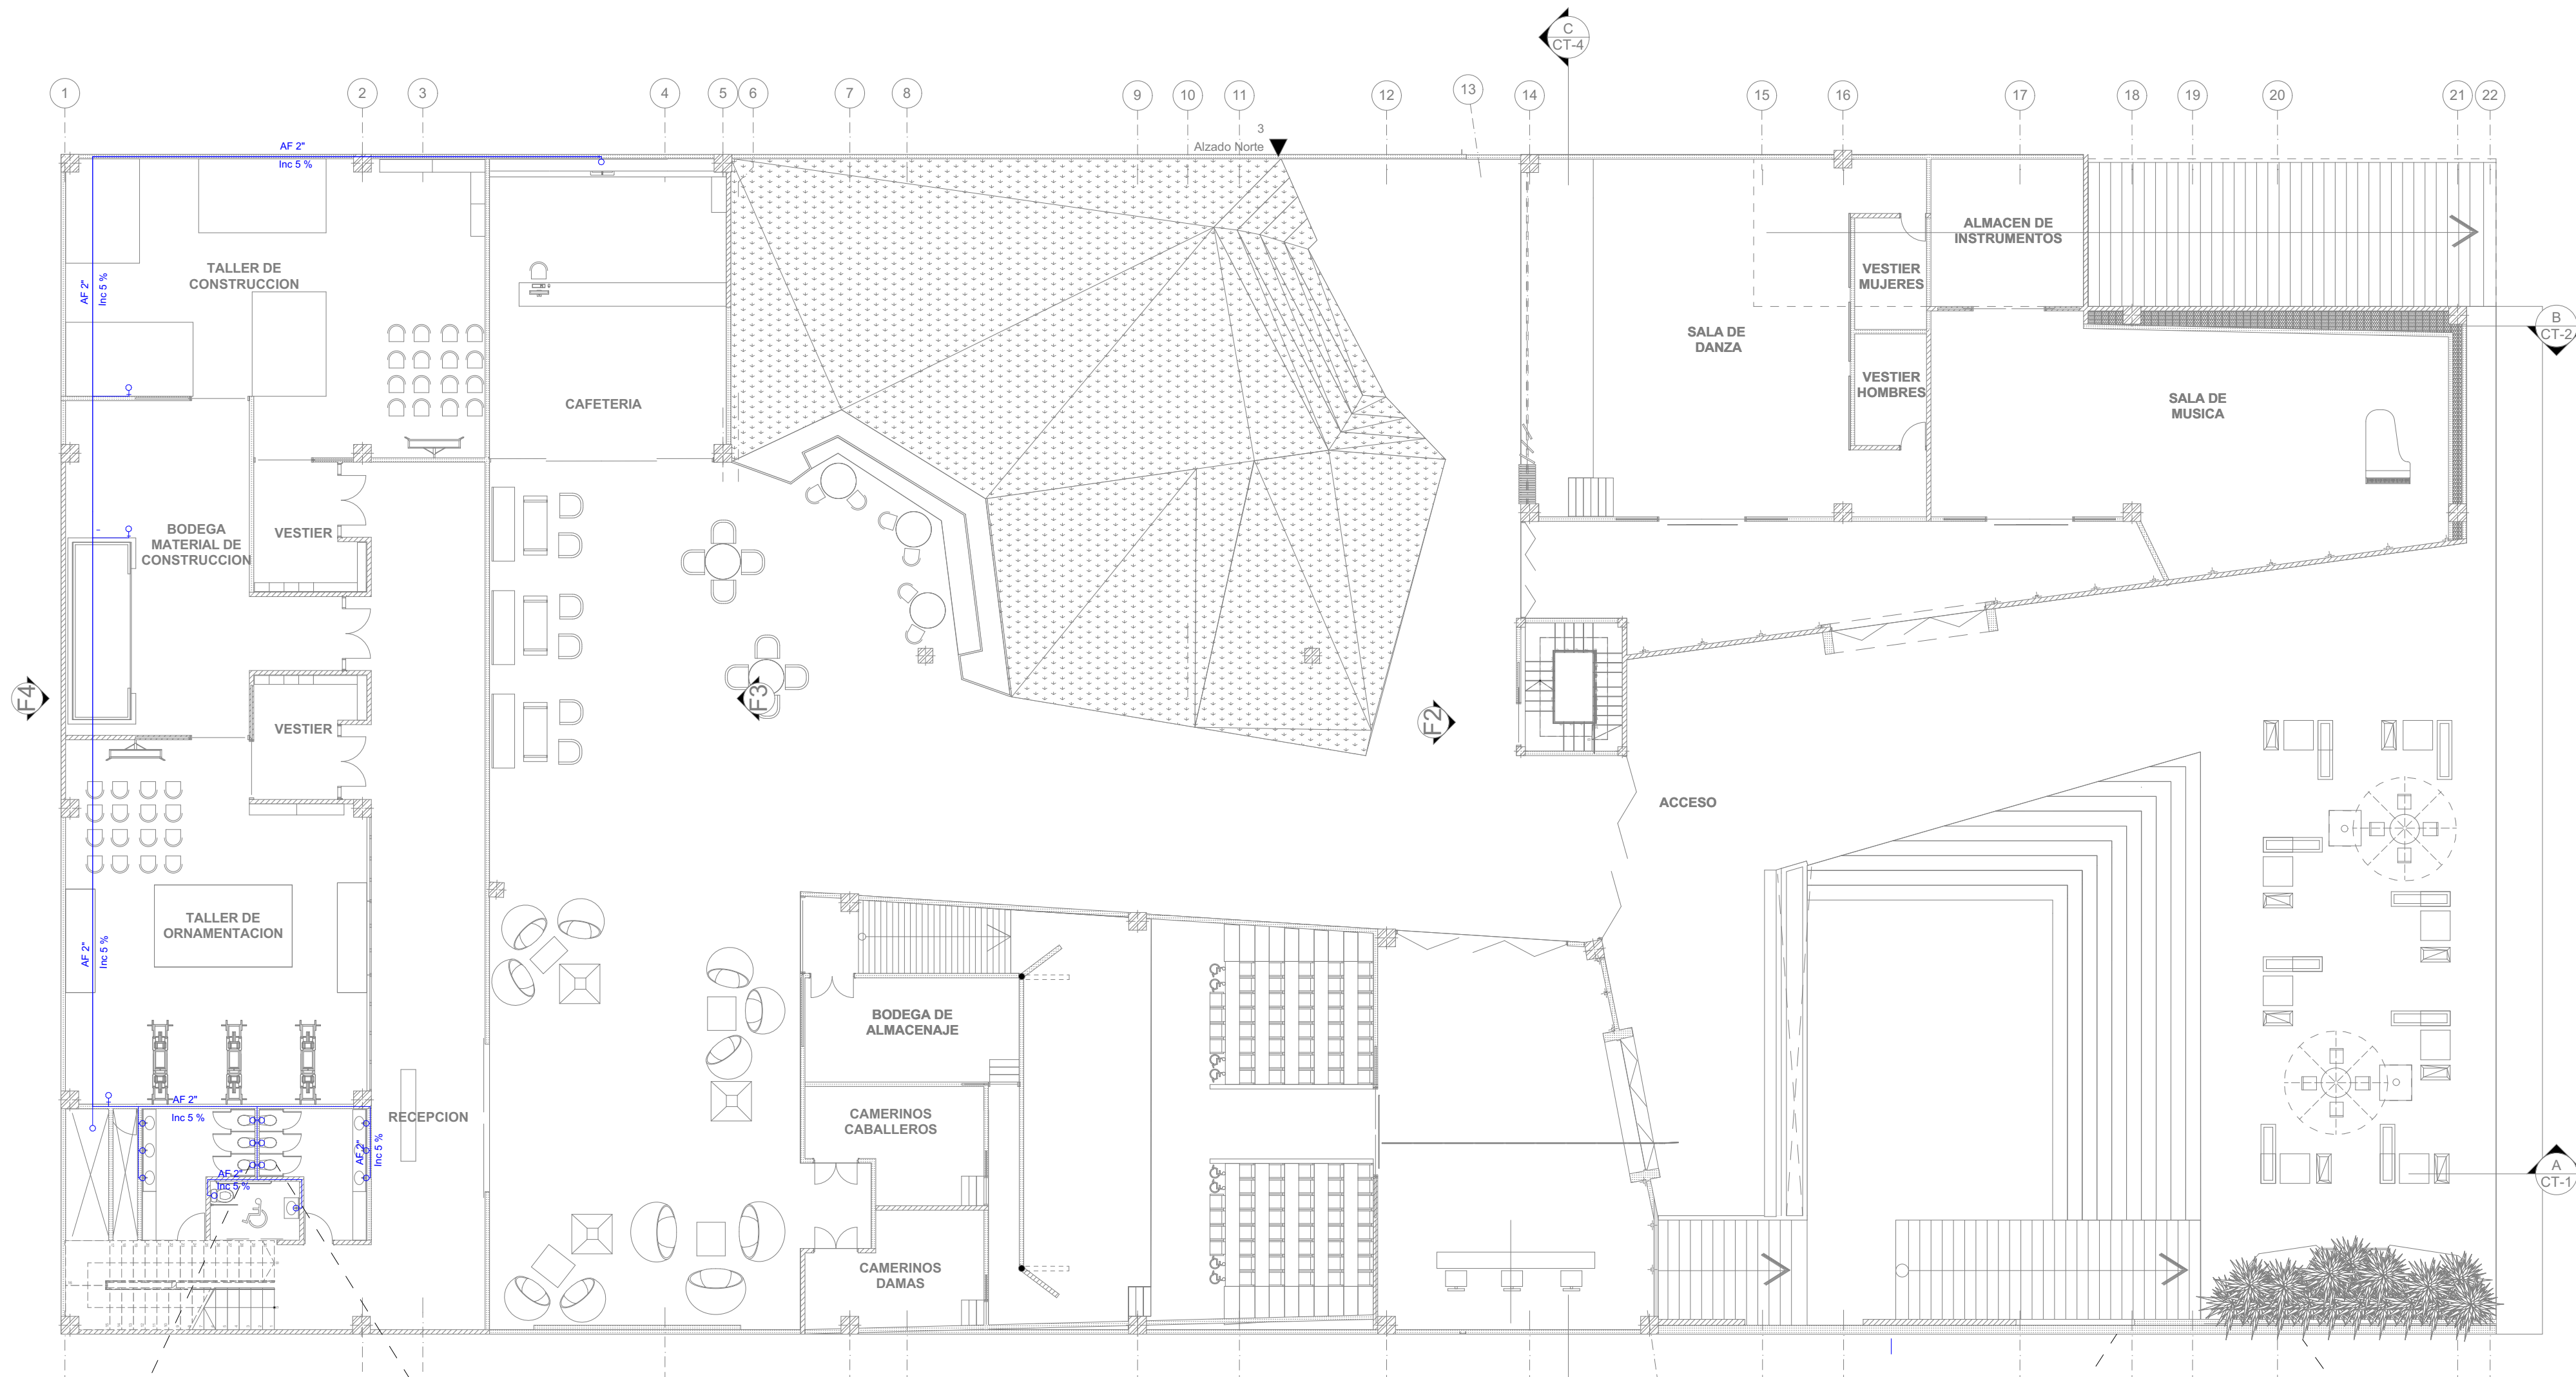 C
CT-4
1
2
3
4
5
6
7
8
9
10
11
12
13
14
15
16
17
18
19
20
21
22
3
Alzado Norte
AF 2"
Inc 5 %
AF 2"
Inc 5 %
TALLER DE
CONSTRUCCION
CAFETERIA
SALA DE
DANZA
VESTIER
MUJERES
VESTIER
HOMBRES
ALMACEN DE
INSTRUMENTOS
SALA DE
MUSICA
B
CT-2
BODEGA
MATERIAL DE
CONSTRUCCION
VESTIER
VESTIER
F4
F3
F2
ACCESO
TALLER DE
ORNAMENTACION
AF 2"
Inc 5 %
BODEGA DE
ALMACENAJE
AF 2"
Inc 5 %
RECEPCION
CAMERINOS
CABALLEROS
AF 2"
Inc 5 %
AF 2"
Inc 5 %
A
CT-1
CAMERINOS
DAMAS